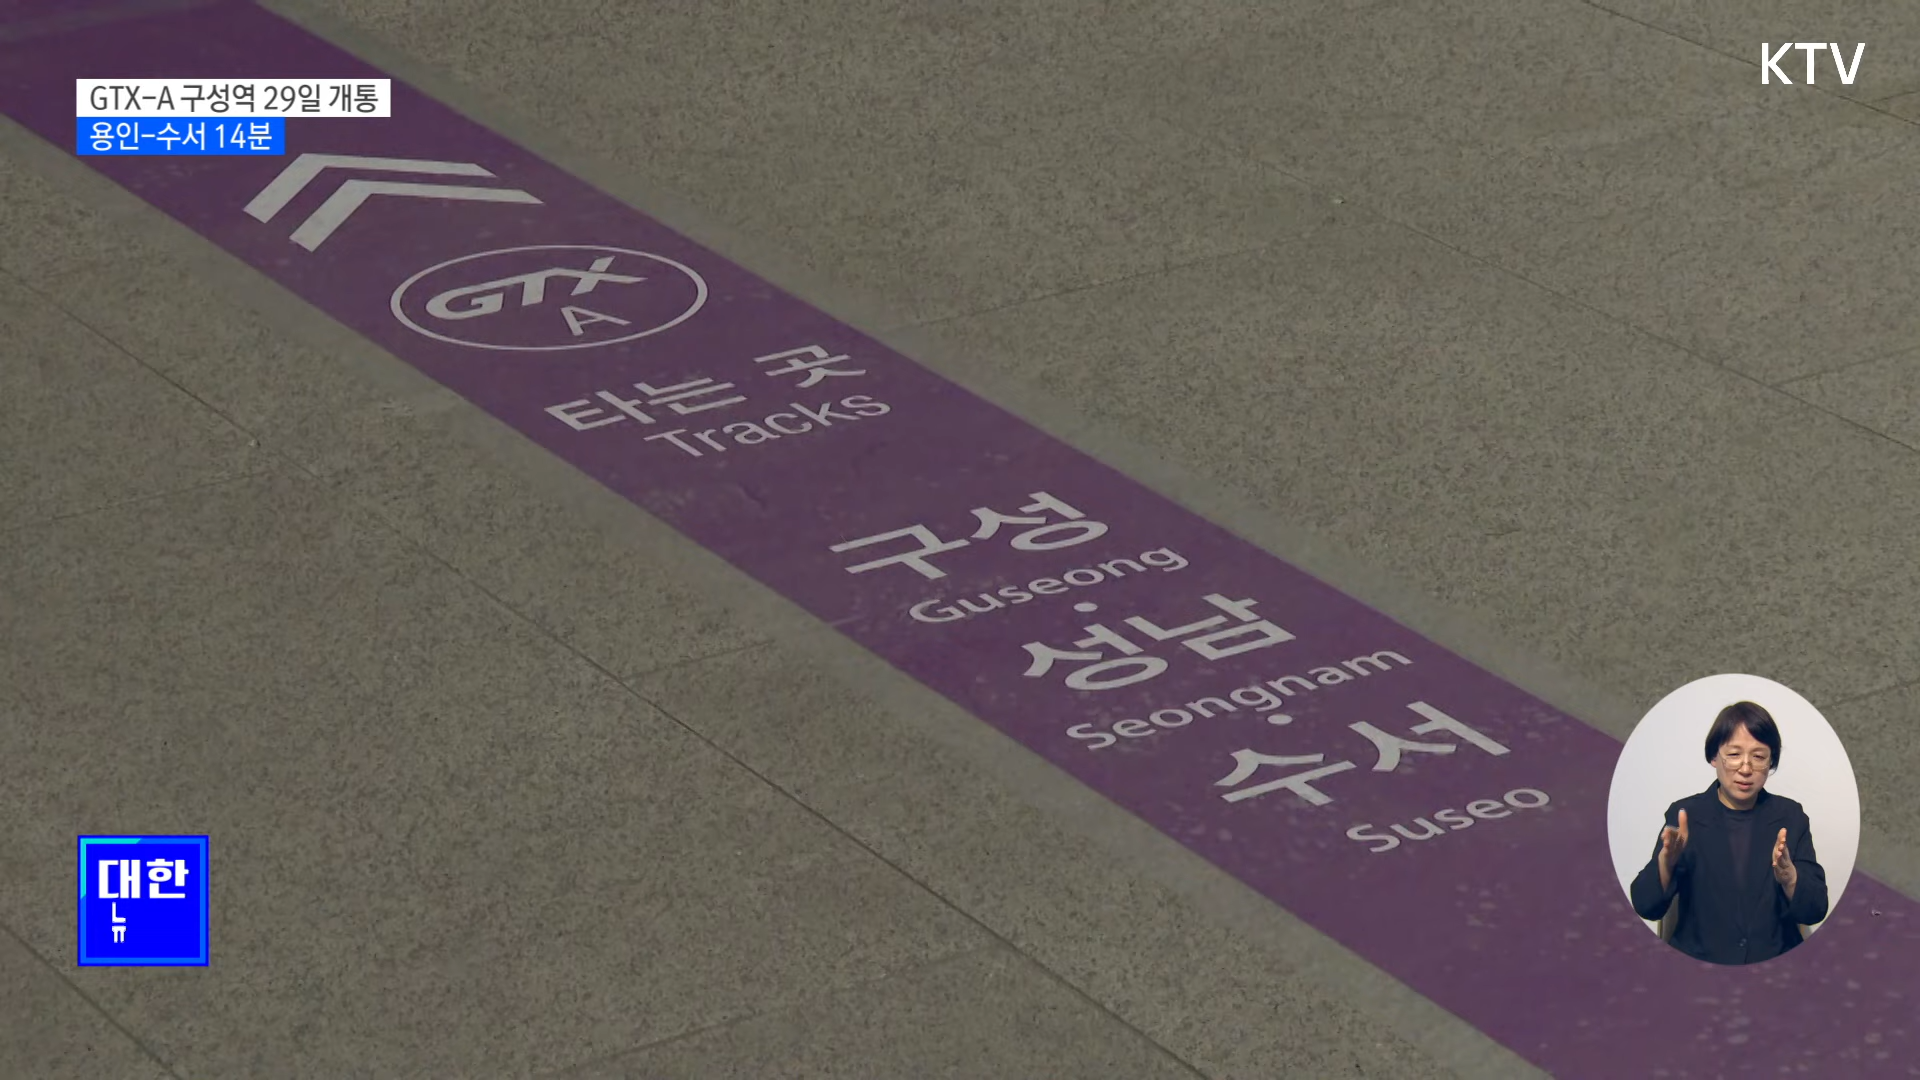 KTV
GTX-A 구성역 29일 개통
용인-수서 14분
GTX
A
타는 곳
Tracks
구성
Guseong
·
성남
Seongnam
·
수서
Suseo
대한
뉴